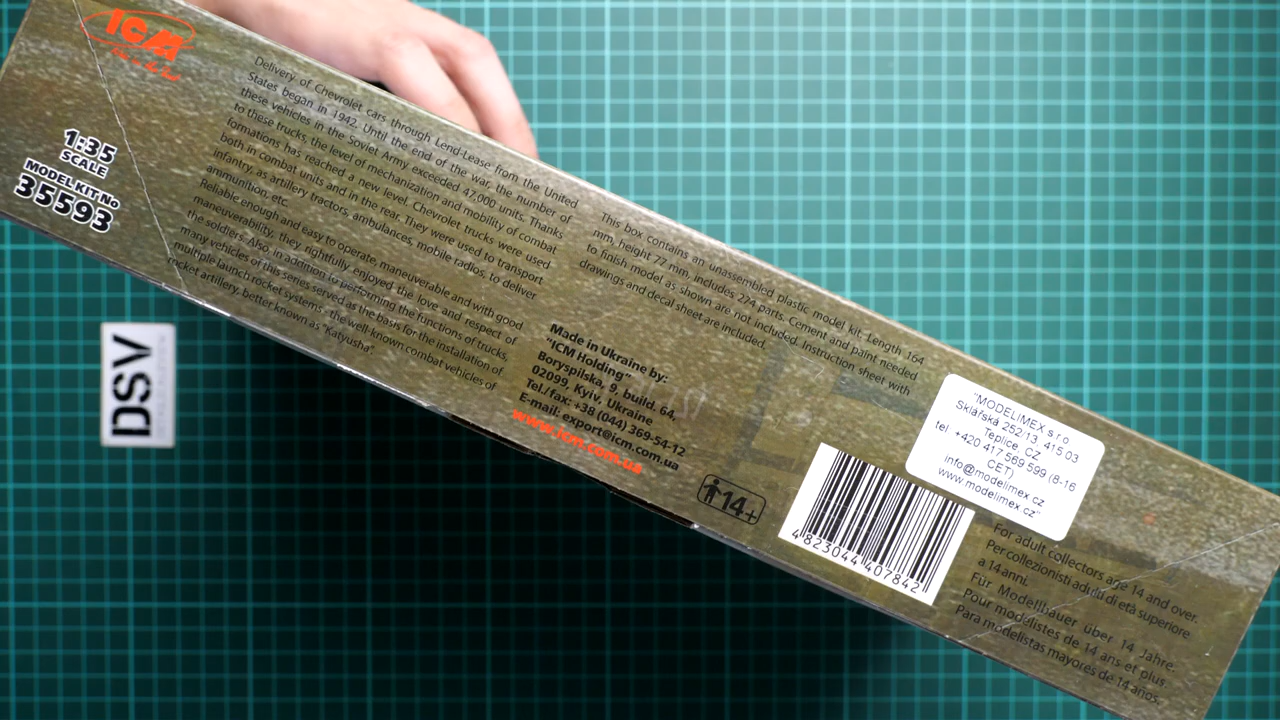 ICM
1:35
SCALE
MODEL KIT No
35593
Delivery of Chevrolet cars through Lend-Lease from the United
States began in 1942. Until the end of the war, the number of
these vehicles in the Soviet Army exceeded 47,000 units. Thanks
to these trucks, the level of mechanization and mobility of combat
formations has reached a new level. Chevrolet trucks were used
both in combat units and in the rear. They were used to transport
infantry, as artillery tractors, ambulances, mobile radios, to deliver
ammunition, etc.
Reliable enough and easy to operate, maneuverable and with good
maneuverability, they rightfully enjoyed the love and respect of
the soldiers. Also, in addition to performing the functions of trucks,
many vehicles of this series served as the basis for the installation of
multiple launch rocket systems - the well-known combat vehicles of
rocket artillery, better known as "Katyusha".
This box contains an unassembled plastic model kit. Length 164
mm, height 77 mm, includes 274 parts. Cement and paint needed
to finish model as shown are not included. Instruction sheet with
drawings and decal sheet are included.
Made in Ukraine by:
"ICM Holding"
Boryspilska, 9, build. 64,
02099, Kyiv, Ukraine
Tel./fax: +38 (044) 369-54-12
E-mail: export@icm.com.ua
www.icm.com.ua
14+
4823044407842
"MODELIMEX s.r.o.
Sklářská 252/13, 415 03
Teplice, CZ
tel. +420 417 569 599 (8-16
CET)
info@modelimex.cz
www.modelimex.cz"
For adult collectors age 14 and over.
Per collezionisti adulti di età superiore
a 14 anni.
Für Modellbauer über 14 Jahre.
Pour modelistes de 14 ans et plus.
Para modelistas mayores de 14 años.
DSV